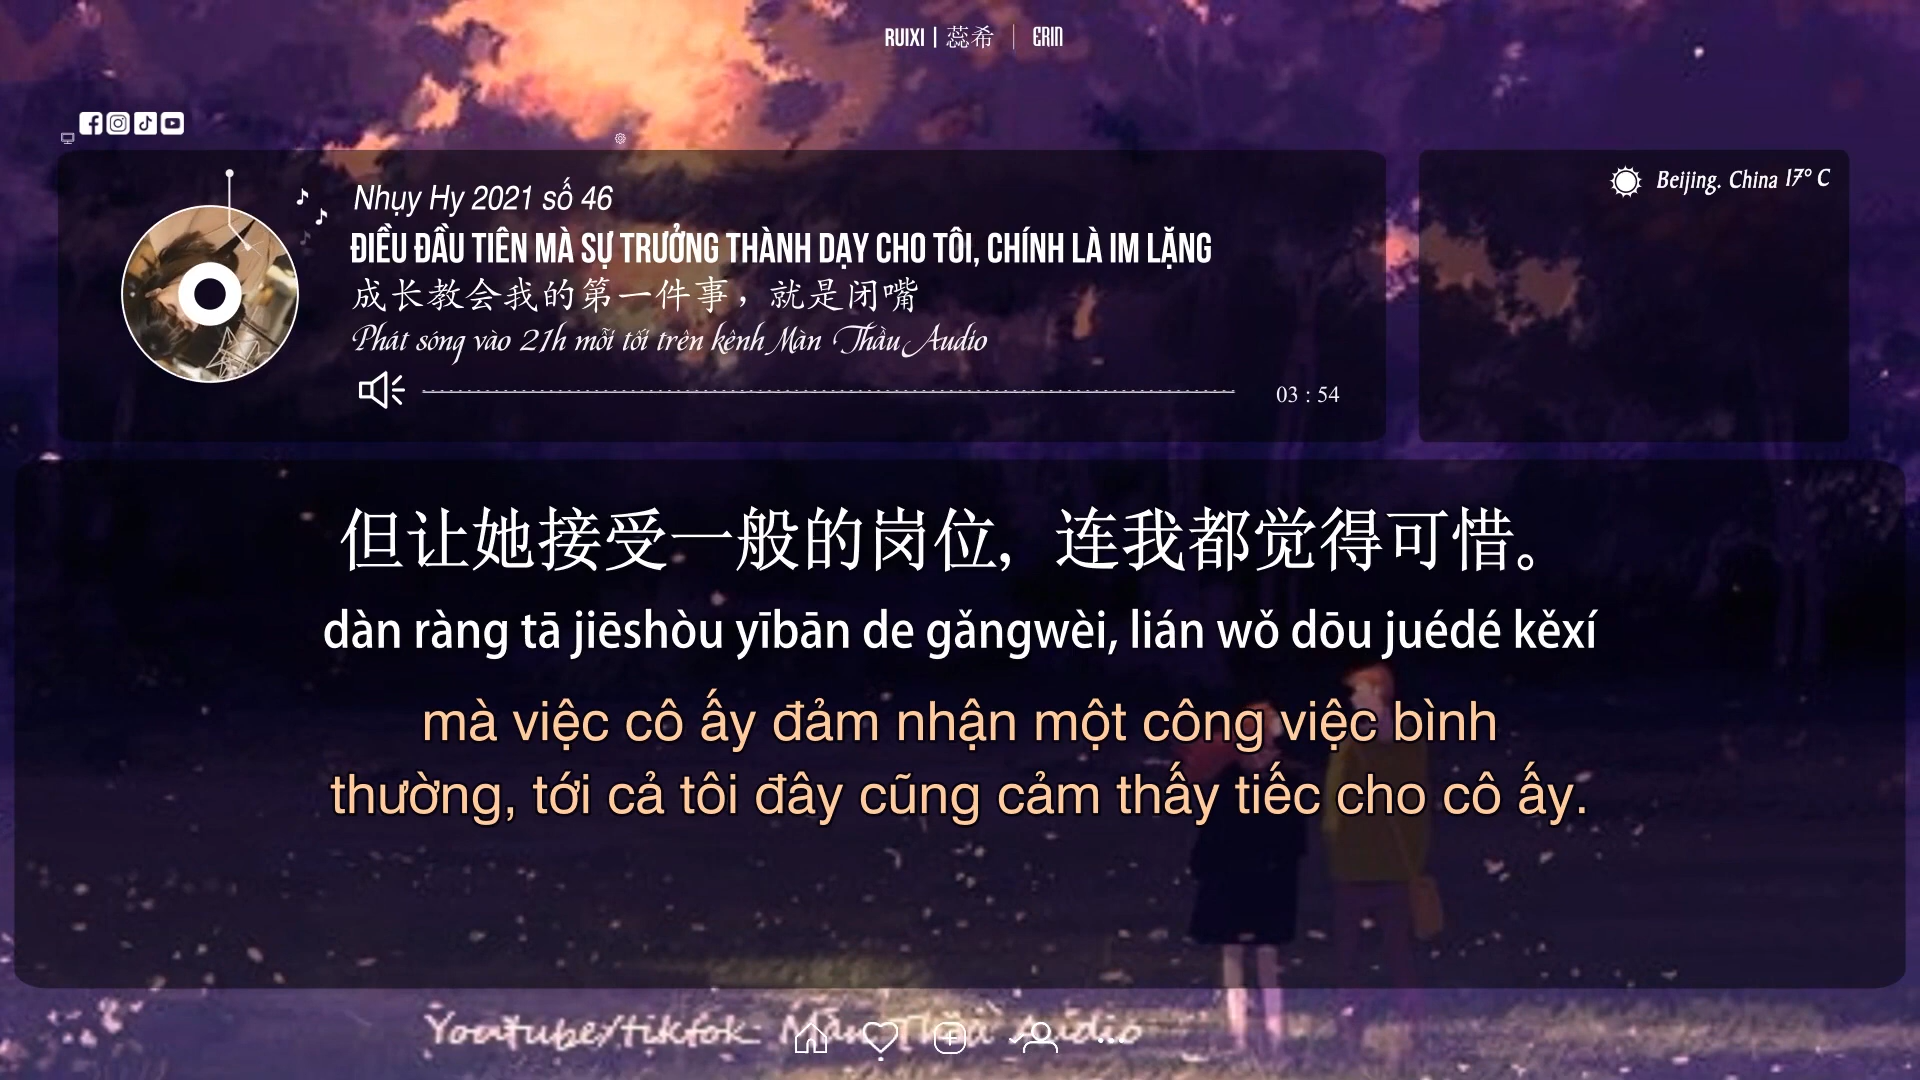 RUIXI | 蕊希 | ERIN
Nhụy Hy 2021 số 46
ĐIỀU ĐẦU TIÊN MÀ SỰ TRƯỞNG THÀNH DẠY CHO TÔI, CHÍNH LÀ IM LẶNG
成长教会我的第一件事，就是闭嘴
Phát sóng vào 21h mỗi tối trên kênh Màn Thầu Audio
03 : 54
Beijing. China 17° C
但让她接受一般的岗位，连我都觉得可惜。
dàn ràng tā jiēshòu yībān de gǎngwèi, lián wǒ dōu juédé kěxí
mà việc cô ấy đảm nhận một công việc bình
thường, tới cả tôi đây cũng cảm thấy tiếc cho cô ấy.
Youtube/tiktok: Màn Thầu Audio